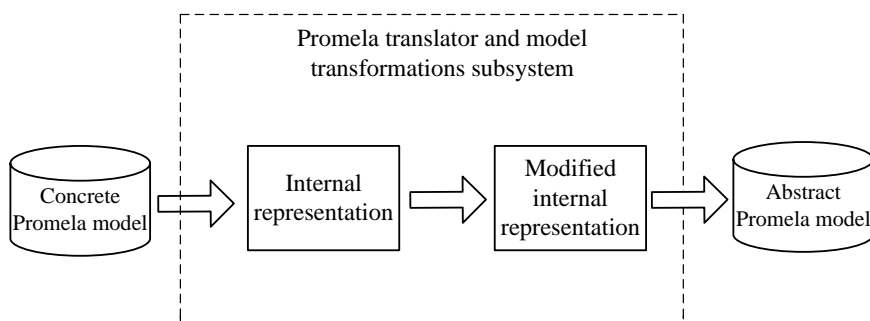 Promela translator and model
transformations subsystem
Concrete
Promela model
Internal
representation
Modified
internal
representation
Abstract
Promela model